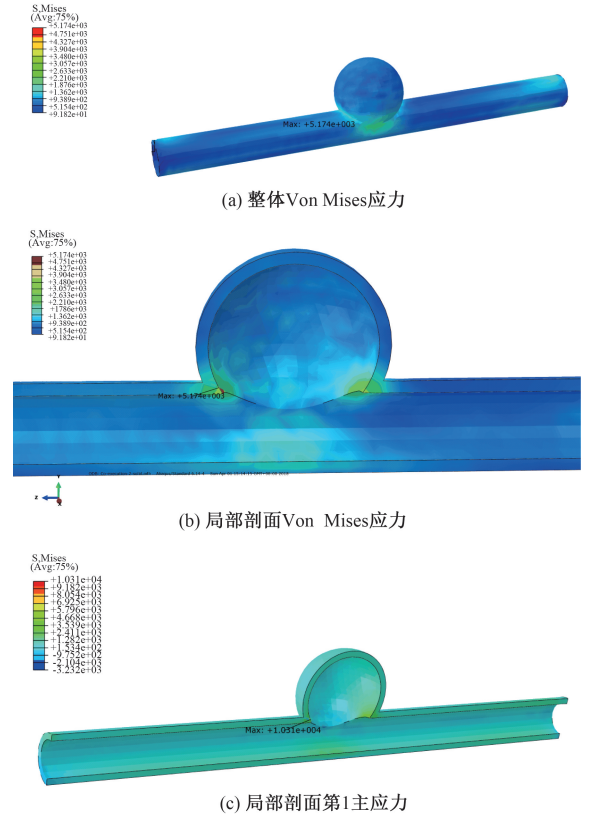 S,Mises
(Avg:75%)
+5.174e+03
+4.751e+03
+4.327e+03
+3.904e+03
+3.480e+03
+3.057e+03
+2.633e+03
+2.210e+03
+1.876e+03
+1.362e+03
+9.389e+02
+5.154e+02
+9.182e+01
Max: +5.174e+003
(a) 整体Von Mises应力
S,Mises
(Avg:75%)
+5.174e+03
+4.751e+03
+4.327e+03
+3.904e+03
+3.480e+03
+3.057e+03
+2.633e+03
+2.210e+03
+1786e+03
+1.362e+03
+9.389e+02
+5.154e+02
+9.182e+01
Max: +5.174e+003
Y
Z
X
(b) 局部剖面Von Mises应力
S,Mises
(Avg:75%)
+1.031e+04
+9.182e+03
+8.054e+03
+6.925e+03
+5.796e+03
+4.668e+03
+3.539e+03
+2.411e+03
+1.282e+03
+1.534e+02
-9.752e+02
-2.104e+03
-3.232e+03
Max: +1.031e+004
(c) 局部剖面第1主应力